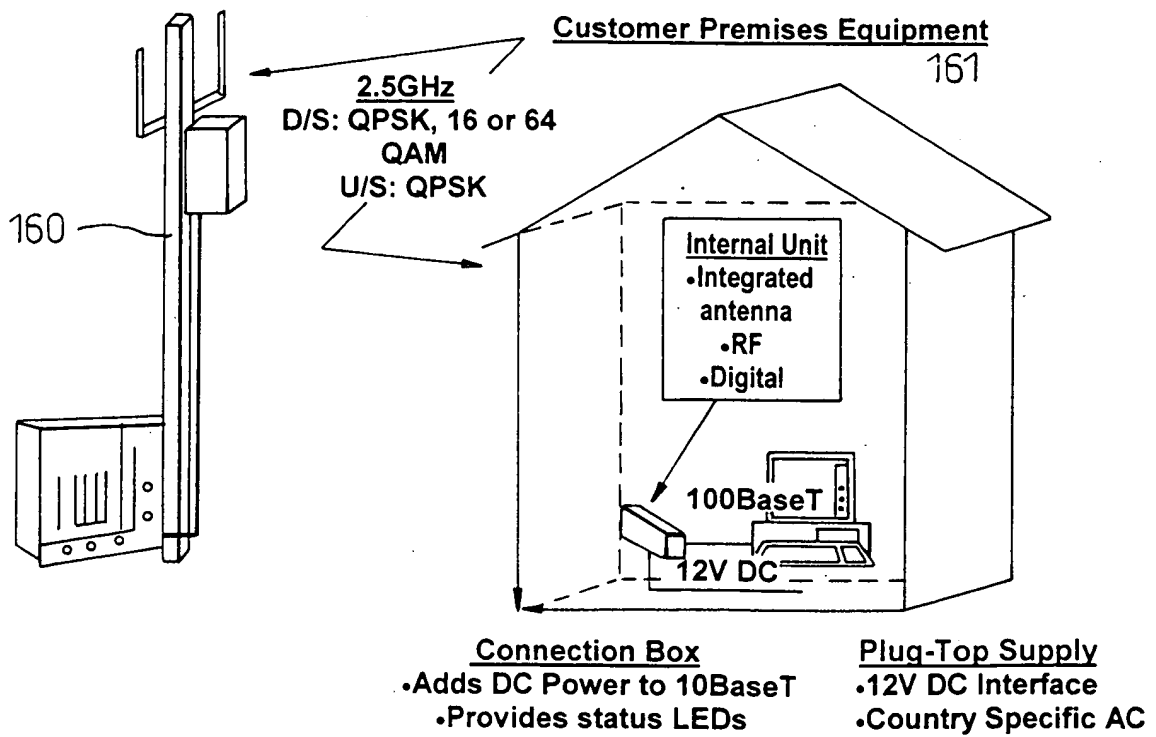 Customer Premises Equipment
161
2.5GHz
D/S: QPSK, 16 or 64
QAM
U/S: QPSK
160
Internal Unit
•Integrated
antenna
•RF
•Digital
100BaseT
12V DC
Connection Box
•Adds DC Power to 10BaseT
•Provides status LEDs
Plug-Top Supply
•12V DC Interface
•Country Specific AC